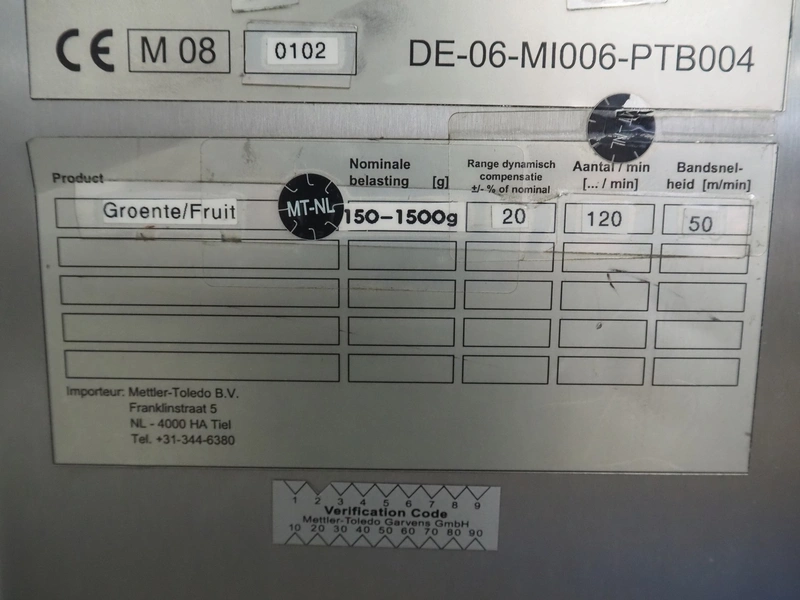 CE M 08 0102 DE-06-MI006-PTB004
Product
Nominale belasting [g]
Range dynamisch compensatie ±/- % of nominal
Aantal / min [... / min]
Bandsnel-heid [m/min]
Groente/Fruit MT-NL 150-1500g 20 120 50
Importeur: Mettler-Toledo B.V.
Franklinstraat 5
NL - 4000 HA Tiel
Tel. +31-344-6380
1 2 3 4 5 6 7 8 9
Verification Code
Mettler-Toledo Garvens GmbH
10 20 30 40 50 60 70 80 90